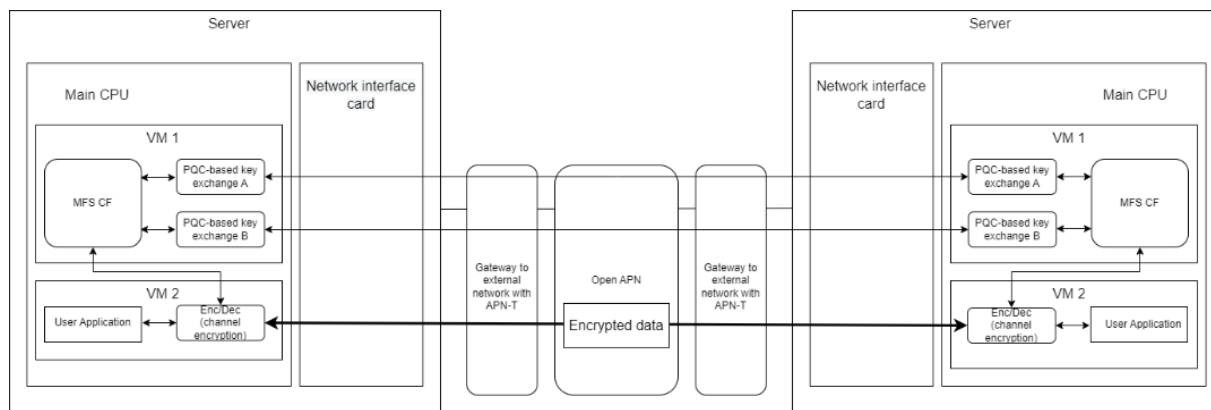 Server
Main CPU
Network interface
card
VM 1
MFS CF
PQC-based key
exchange A
PQC-based key
exchange B
VM 2
User Application
Enc/Dec
(channel
encryption)
Gateway to
external
network with
APN-T
Open APN
Encrypted data
Gateway to
external
network with
APN-T
Server
Network interface
card
Main CPU
VM 1
PQC-based key
exchange A
PQC-based key
exchange B
MFS CF
VM 2
Enc/Dec
(channel
encryption)
User Application